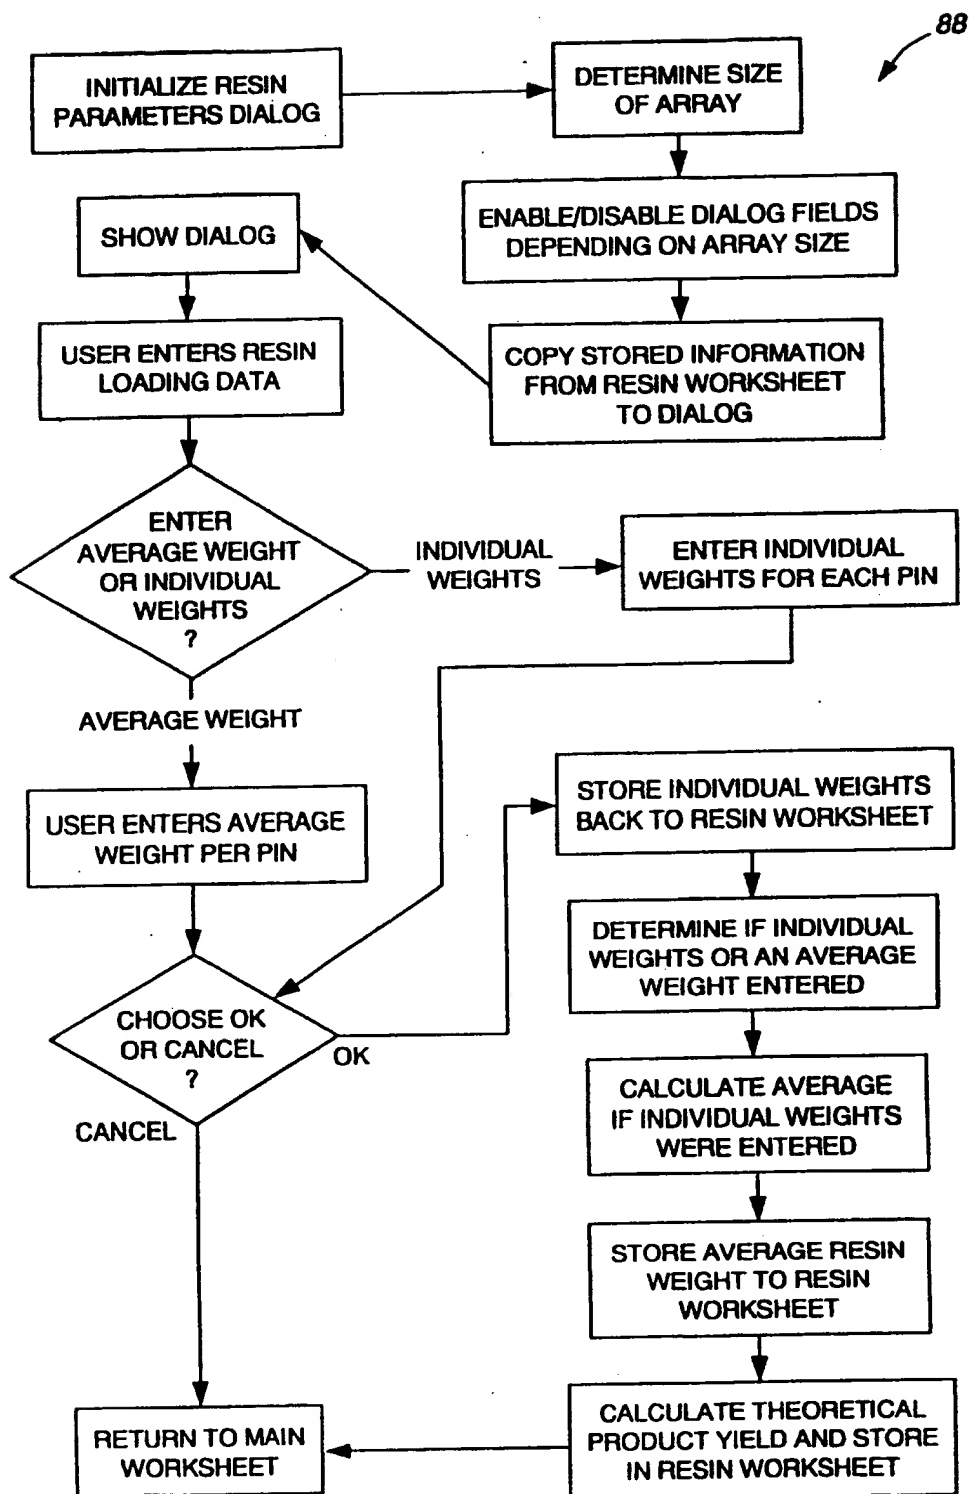 88
INITIALIZE RESIN
PARAMETERS DIALOG
DETERMINE SIZE
OF ARRAY
ENABLE/DISABLE DIALOG FIELDS
DEPENDING ON ARRAY SIZE
COPY STORED INFORMATION
FROM RESIN WORKSHEET
TO DIALOG
SHOW DIALOG
USER ENTERS RESIN
LOADING DATA
ENTER
AVERAGE WEIGHT
OR INDIVIDUAL
WEIGHTS
?
INDIVIDUAL
WEIGHTS
ENTER INDIVIDUAL
WEIGHTS FOR EACH PIN
AVERAGE WEIGHT
USER ENTERS AVERAGE
WEIGHT PER PIN
CHOOSE OK
OR CANCEL
?
OK
CANCEL
STORE INDIVIDUAL WEIGHTS
BACK TO RESIN WORKSHEET
DETERMINE IF INDIVIDUAL
WEIGHTS OR AN AVERAGE
WEIGHT ENTERED
CALCULATE AVERAGE
IF INDIVIDUAL WEIGHTS
WERE ENTERED
STORE AVERAGE RESIN
WEIGHT TO RESIN
WORKSHEET
CALCULATE THEORETICAL
PRODUCT YIELD AND STORE
IN RESIN WORKSHEET
RETURN TO MAIN
WORKSHEET